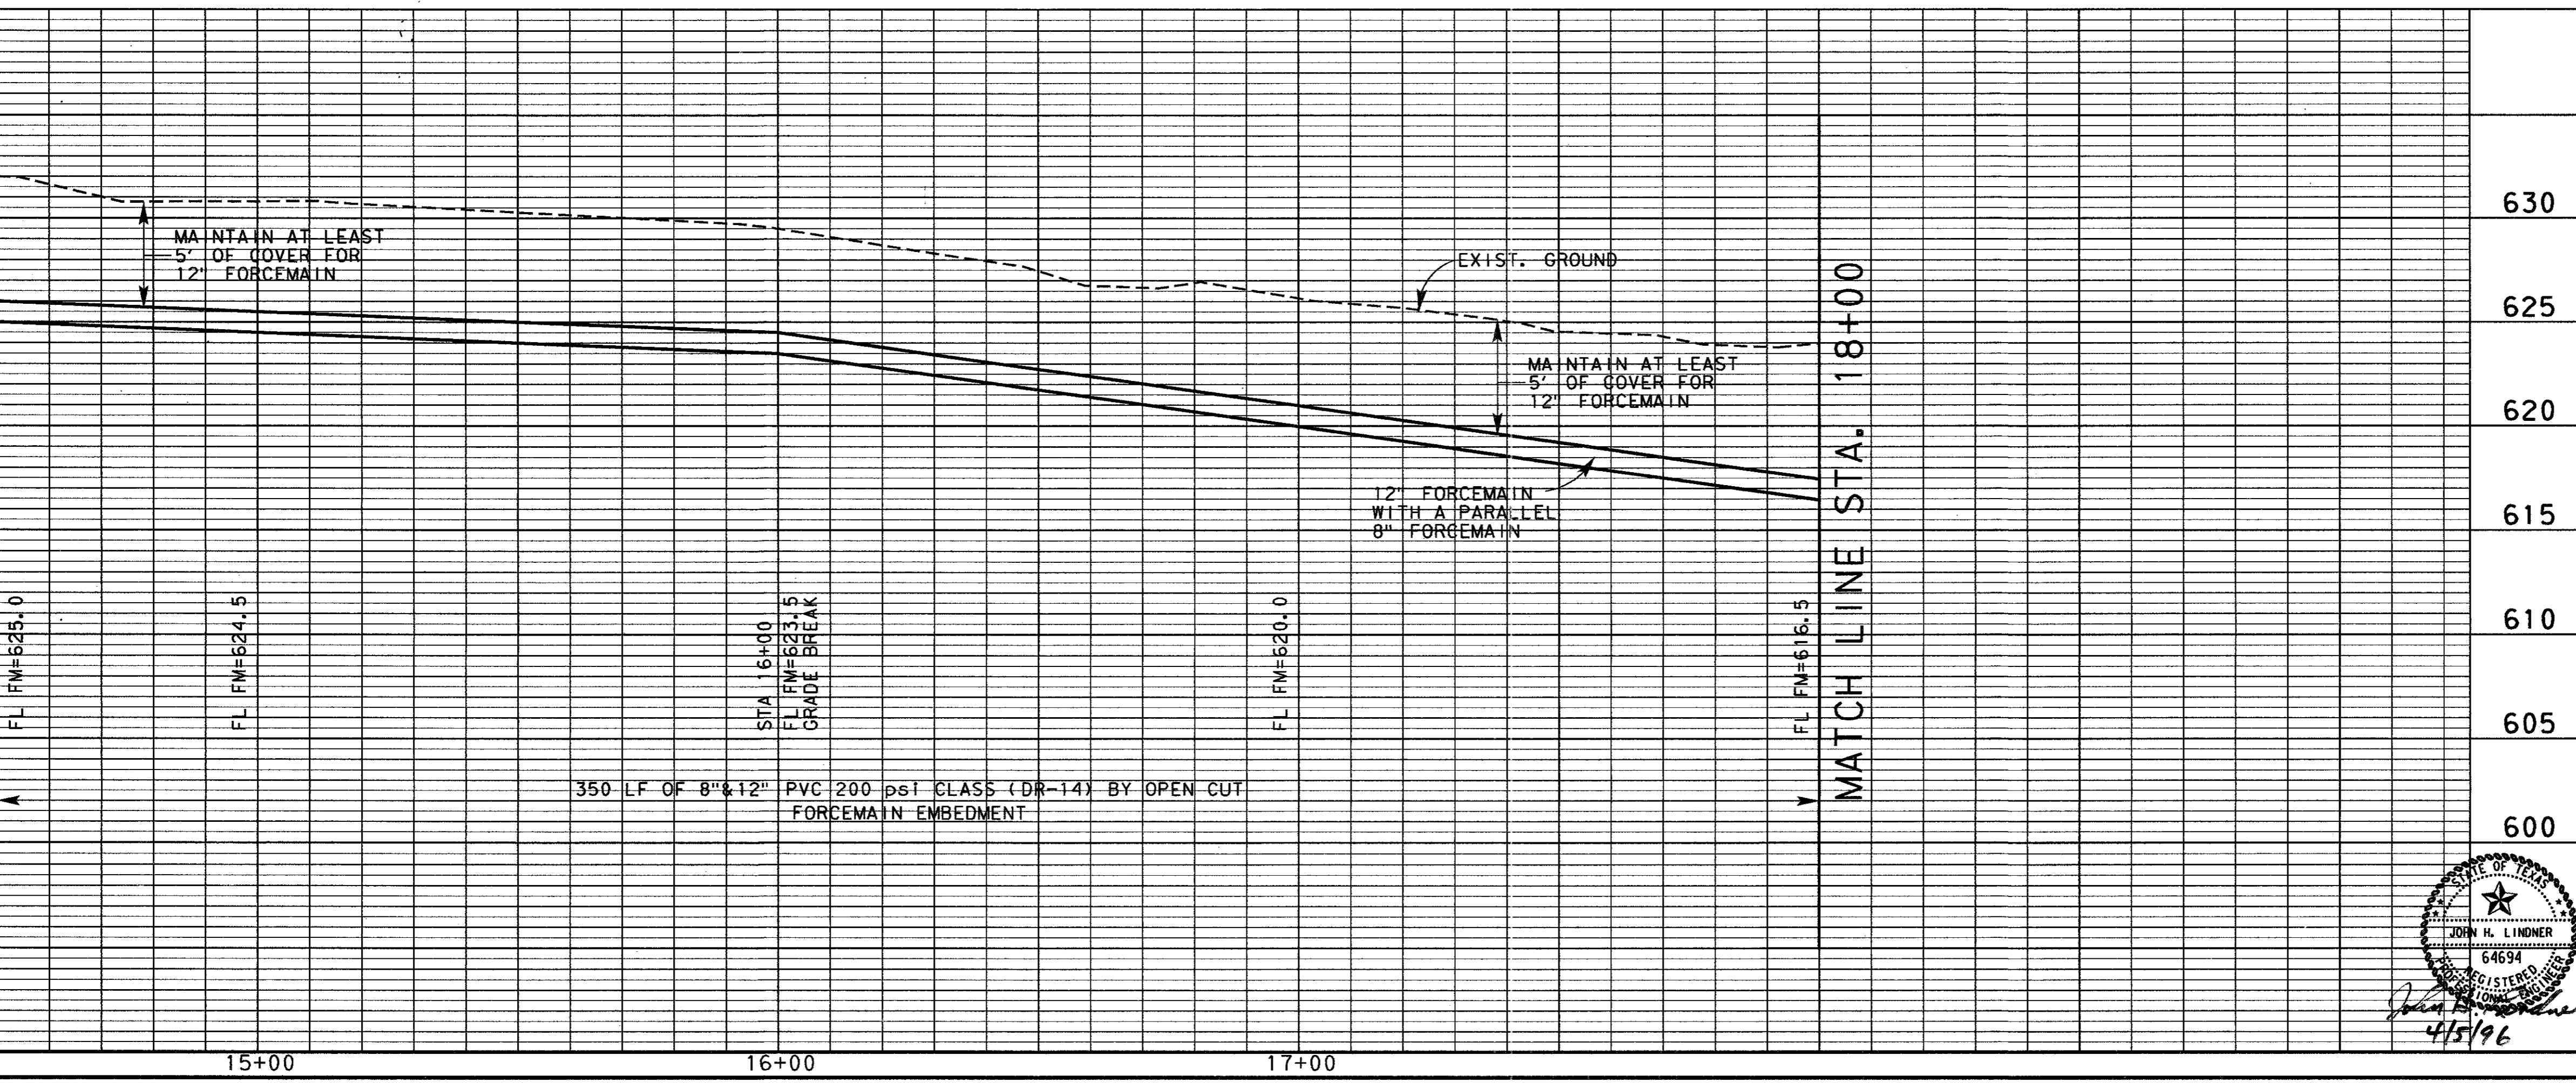 MAINTAIN AT LEAST
5' OF COVER FOR
12" FORCEMAIN
EXIST. GROUND
MAINTAIN AT LEAST
5' OF COVER FOR
12" FORCEMAIN
12" FORCEMAIN
WITH A PARALLEL
8" FORCEMAIN
MATCH LINE STA. 18+00
630
625
620
615
610
605
600
FL FM=625.0
FL FM=624.5
STA 16+00
FL FM=623.5
GRADE BREAK
FL FM=620.0
FL FM=616.5
350 LF OF 8"&12" PVC 200 psi CLASS (DR-14) BY OPEN CUT
FORCEMAIN EMBEDMENT
STATE OF TEXAS
JOHN H. LINDNER
64694
REGISTERED
PROFESSIONAL ENGINEER
John H.
4/5/96
15+00
16+00
17+00